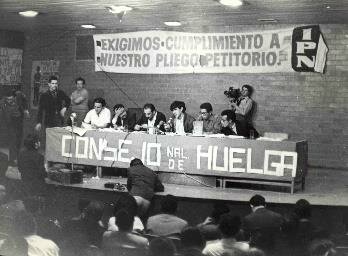 ¡EXIGIMOS·CUMPLIMIENTO A
NUESTRO PLIEGO PETITORIO!
IPN
CONSEJO NAL. DE HUELGA